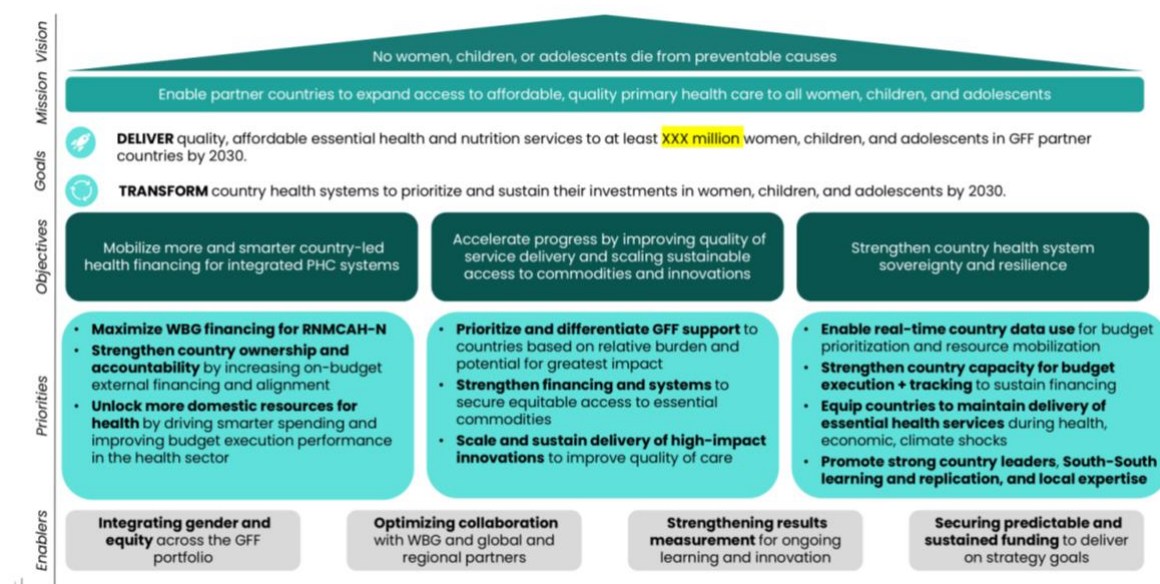 Vision
No women, children, or adolescents die from preventable causes
Mission
Enable partner countries to expand access to affordable, quality primary health care to all women, children, and adolescents
Goals
DELIVER quality, affordable essential health and nutrition services to at least XXX million women, children, and adolescents in GFF partner
countries by 2030.
TRANSFORM country health systems to prioritize and sustain their investments in women, children, and adolescents by 2030.
Objectives
Mobilize more and smarter country-led
health financing for integrated PHC systems
Accelerate progress by improving quality of
service delivery and scaling sustainable
access to commodities and innovations
Strengthen country health system
sovereignty and resilience
Priorities
• Maximize WBG financing for RNMCAH-N
• Strengthen country ownership and
accountability by increasing on-budget
external financing and alignment
• Unlock more domestic resources for
health by driving smarter spending and
improving budget execution performance
in the health sector
• Prioritize and differentiate GFF support to
countries based on relative burden and
potential for greatest impact
• Strengthen financing and systems to
secure equitable access to essential
commodities
• Scale and sustain delivery of high-impact
innovations to improve quality of care
• Enable real-time country data use for budget
prioritization and resource mobilization
• Strengthen country capacity for budget
execution + tracking to sustain financing
• Equip countries to maintain delivery of
essential health services during health,
economic, climate shocks
• Promote strong country leaders, South-South
learning and replication, and local expertise
Enablers
Integrating gender and
equity across the GFF
portfolio
Optimizing collaboration
with WBG and global and
regional partners
Strengthening results
measurement for ongoing
learning and innovation
Securing predictable and
sustained funding to deliver
on strategy goals